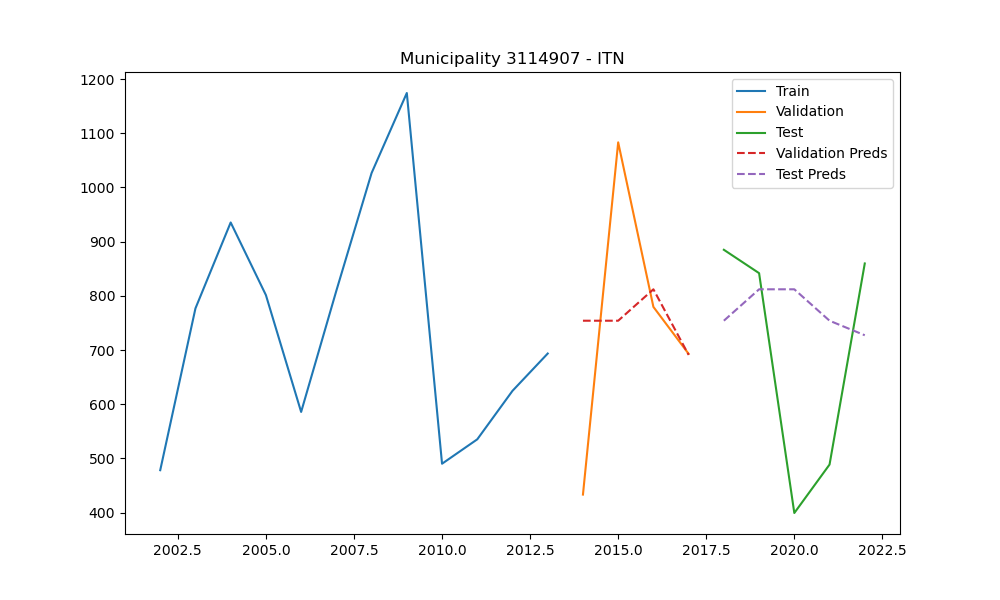 Municipality 3114907 - ITN
1200
1100
1000
900
800
700
600
500
400
Train
Validation
Test
Validation Preds
Test Preds
2002.5 2005.0 2007.5 2010.0 2012.5 2015.0 2017.5 2020.0 2022.5